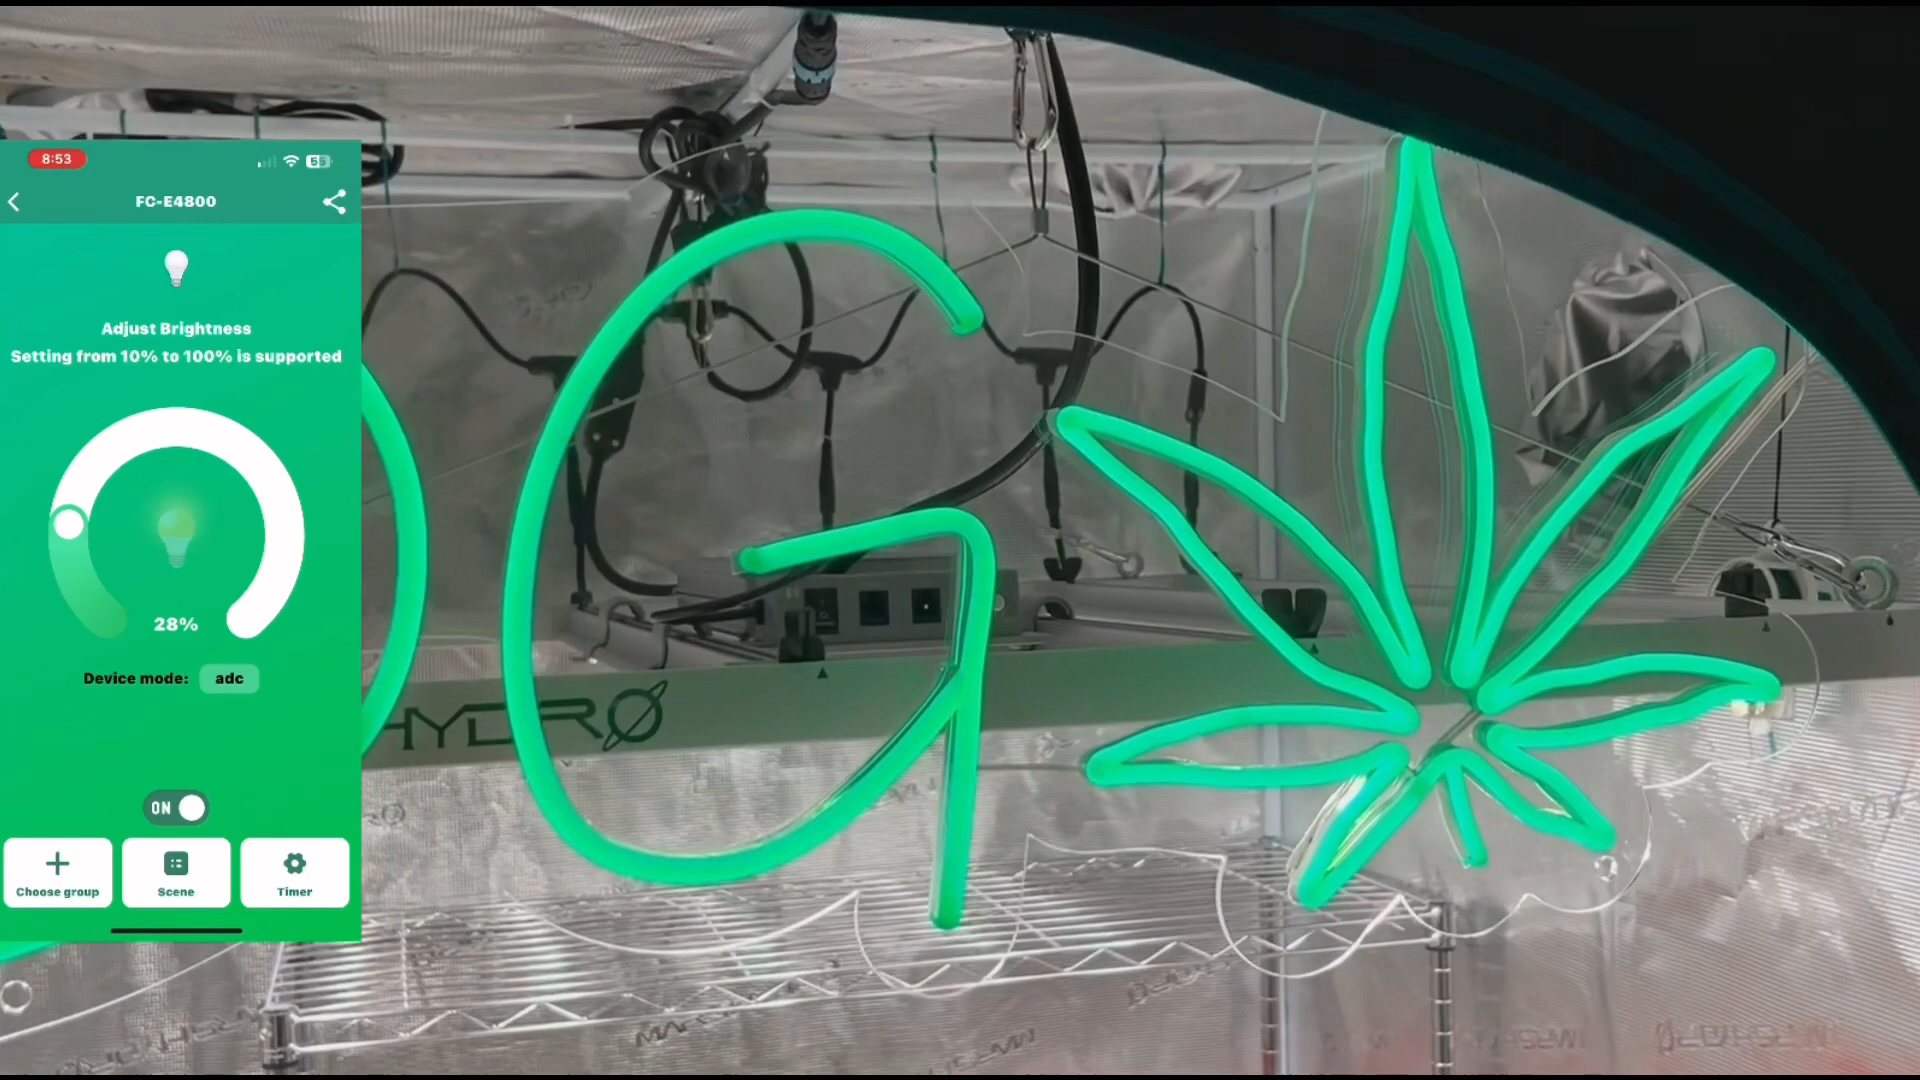 8:53
FC-E4800
Adjust Brightness
Setting from 10% to 100% is supported
28%
Device mode: adc
ON
Choose group
Scene
Timer
G
HYDRO